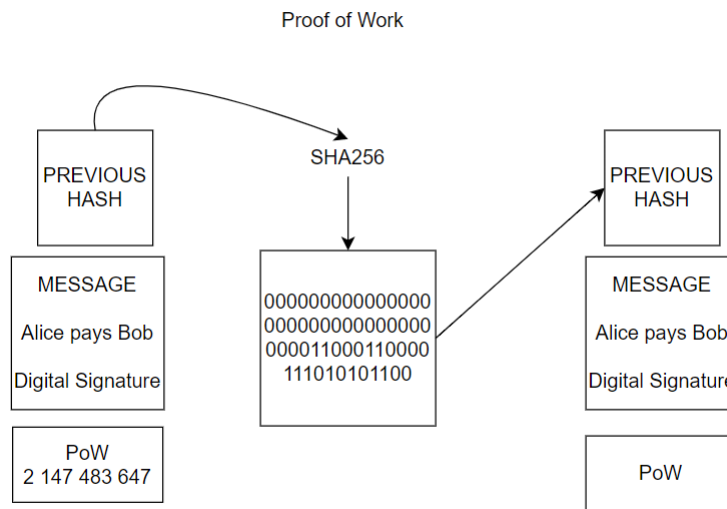 Proof of Work
PREVIOUS
HASH
MESSAGE
Alice pays Bob
Digital Signature
PoW
2 147 483 647
SHA256
000000000000000
000000000000000
000011000110000
111010101100
PREVIOUS
HASH
MESSAGE
Alice pays Bob
Digital Signature
PoW